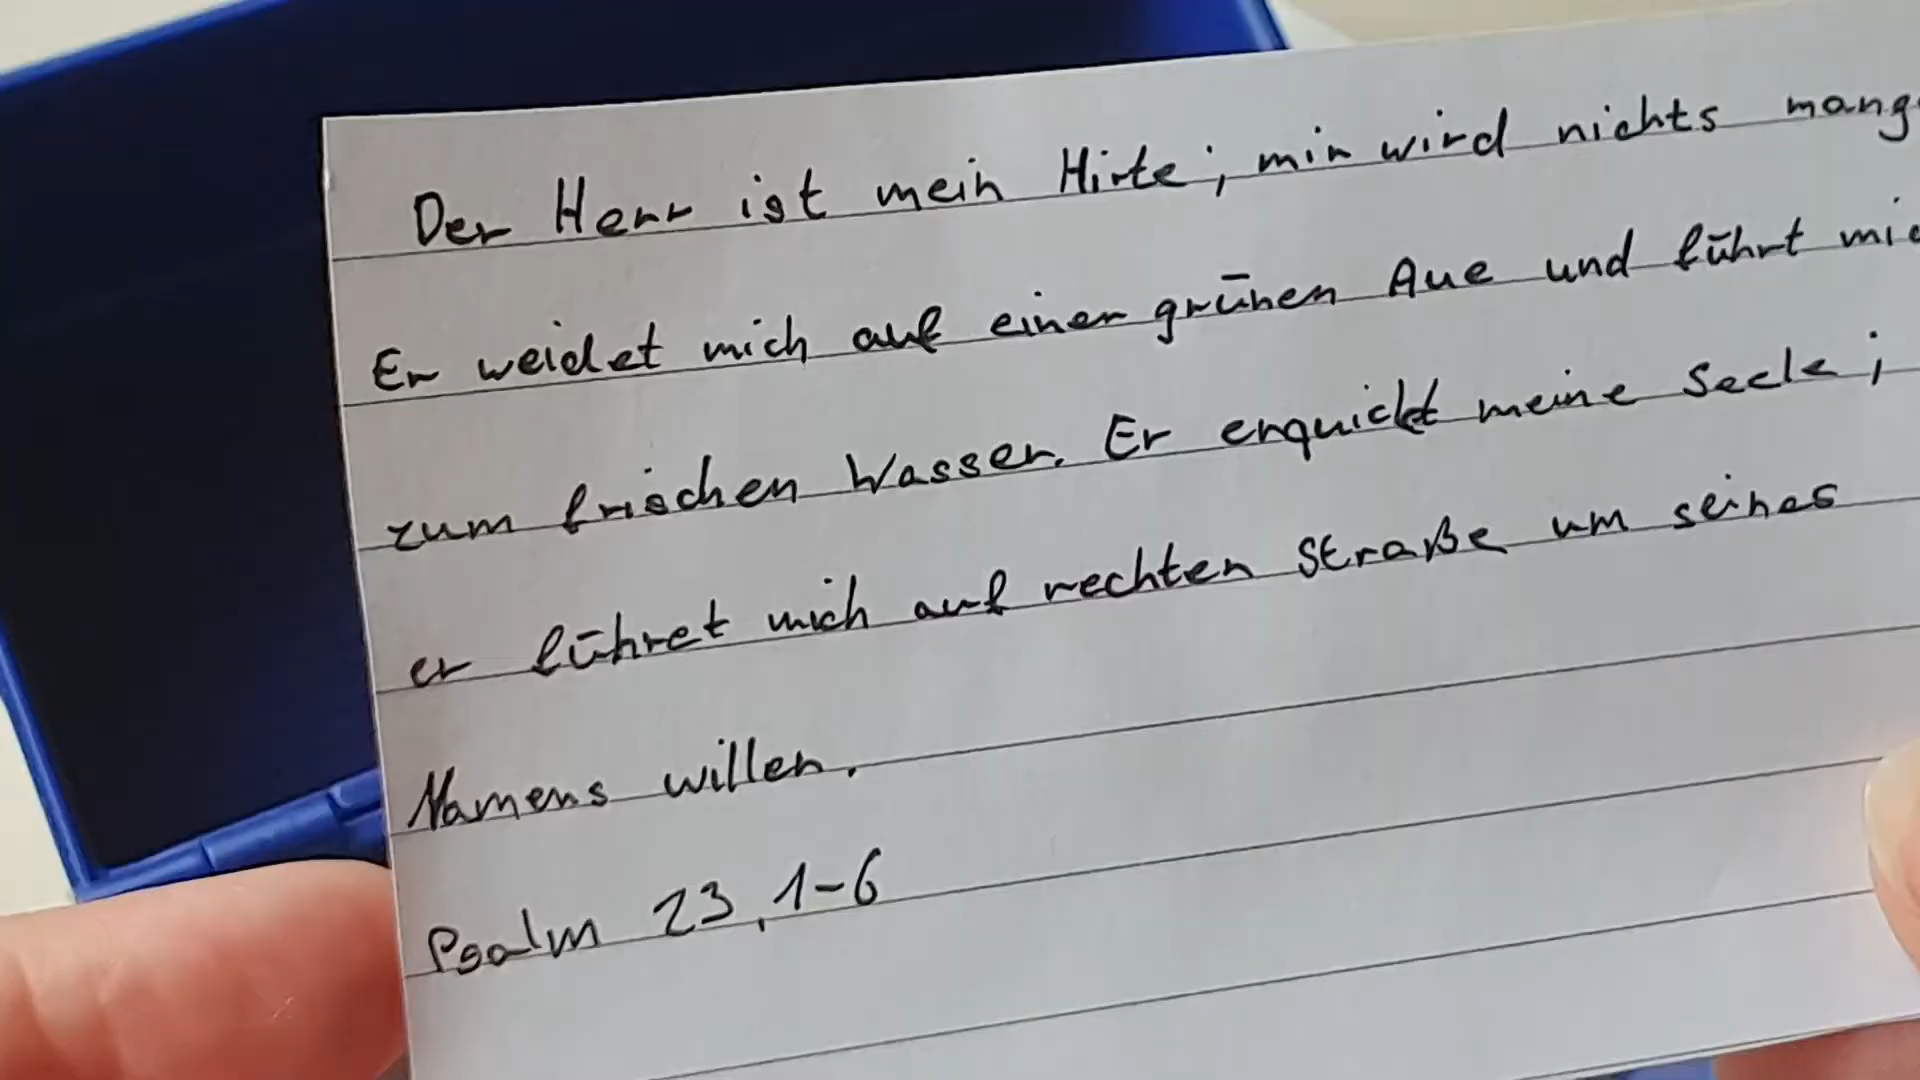 Der Herr ist mein Hirte; mir wird nichts mang
Er weidet mich auf einer grünen Aue und führt mic
zum frischen Wasser. Er erquickt meine Seele;
er führet mich auf rechten Straße um seines
Namens willen.
Psalm 23, 1-6